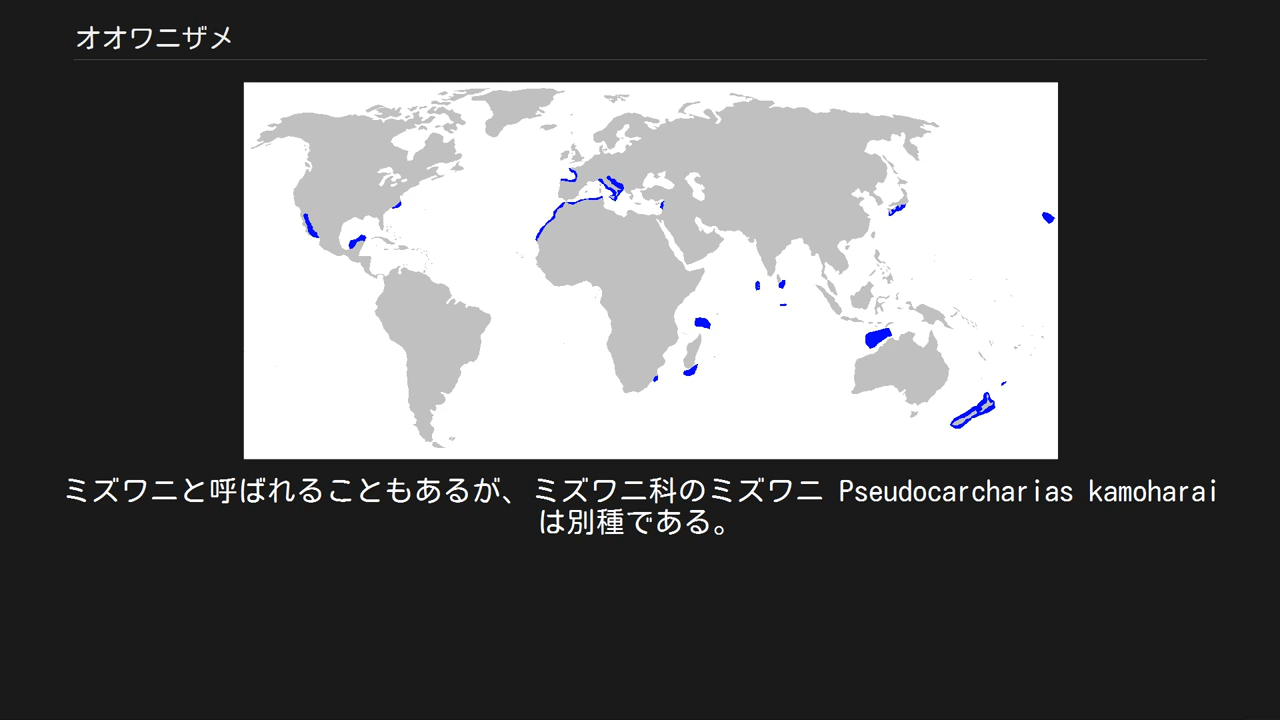 オオワニザメ
ミズワニと呼ばれることもあるが、ミズワニ科のミズワニ Pseudocarcharias kamoharai
は別種である。